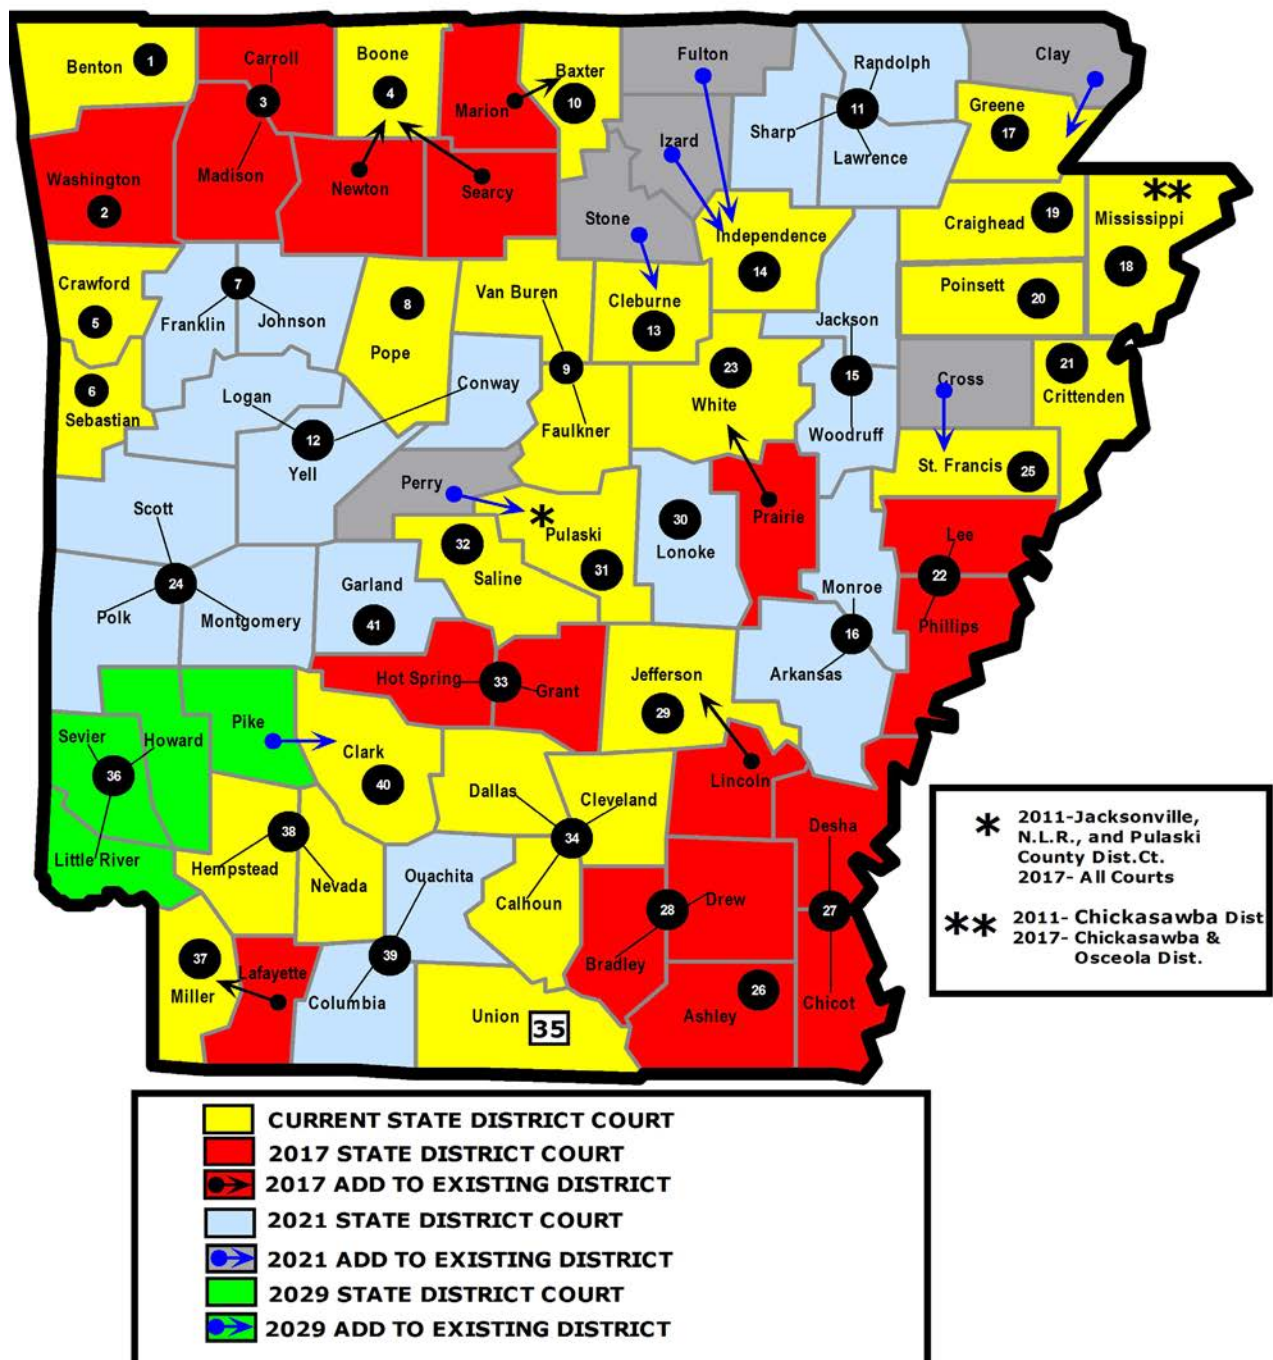 Benton
1
Carroll
3
Boone
4
Marion
Baxter
10
Fulton
Randolph
11
Clay
Greene
17
Sharp
Lawrence
Izard
Washington
2
Madison
Newton
Searcy
Stone
Independence
14
Craighead
19
Mississippi
**
18
Crawford
5
7
Franklin
Johnson
8
Pope
Van Buren
9
Cleburne
13
Poinsett
20
Jackson
15
Woodruff
Cross
21
Crittenden
6
Sebastian
Logan
12
Yell
Conway
Faulkner
23
White
St. Francis
25
Perry
*
Pulaski
31
32
Saline
30
Lonoke
Prairie
Lee
22
Phillips
Scott
24
Polk
Montgomery
Garland
41
Monroe
16
Arkansas
Hot Spring
33
Grant
Jefferson
29
Sevier
Howard
36
Little River
Pike
Clark
40
Dallas
Cleveland
34
Calhoun
Lincoln
Desha
27
Chicot
Hempstead
38
Nevada
Ouachita
39
Columbia
Drew
28
Bradley
37
Miller
Lafayette
Union
35
Ashley
26
* 2011-Jacksonville,
N.L.R., and Pulaski
County Dist.Ct.
2017- All Courts
** 2011- Chickasawba Dist
2017- Chickasawba &
Osceola Dist.
CURRENT STATE DISTRICT COURT
2017 STATE DISTRICT COURT
2017 ADD TO EXISTING DISTRICT
2021 STATE DISTRICT COURT
2021 ADD TO EXISTING DISTRICT
2029 STATE DISTRICT COURT
2029 ADD TO EXISTING DISTRICT